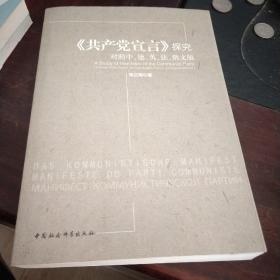 《共产党宣言》探究
对照中、德、英、法、俄文版
A Study of Manifesto of the Communist Party
DAS KOMMUNISTISCHE MANIFEST
MANIFESTE DU PARTI COMMUNISTE
МАНИФЕСТ КОММУНИСТИЧЕСКОЙ ПАРТИИ
中国社会科学出版社